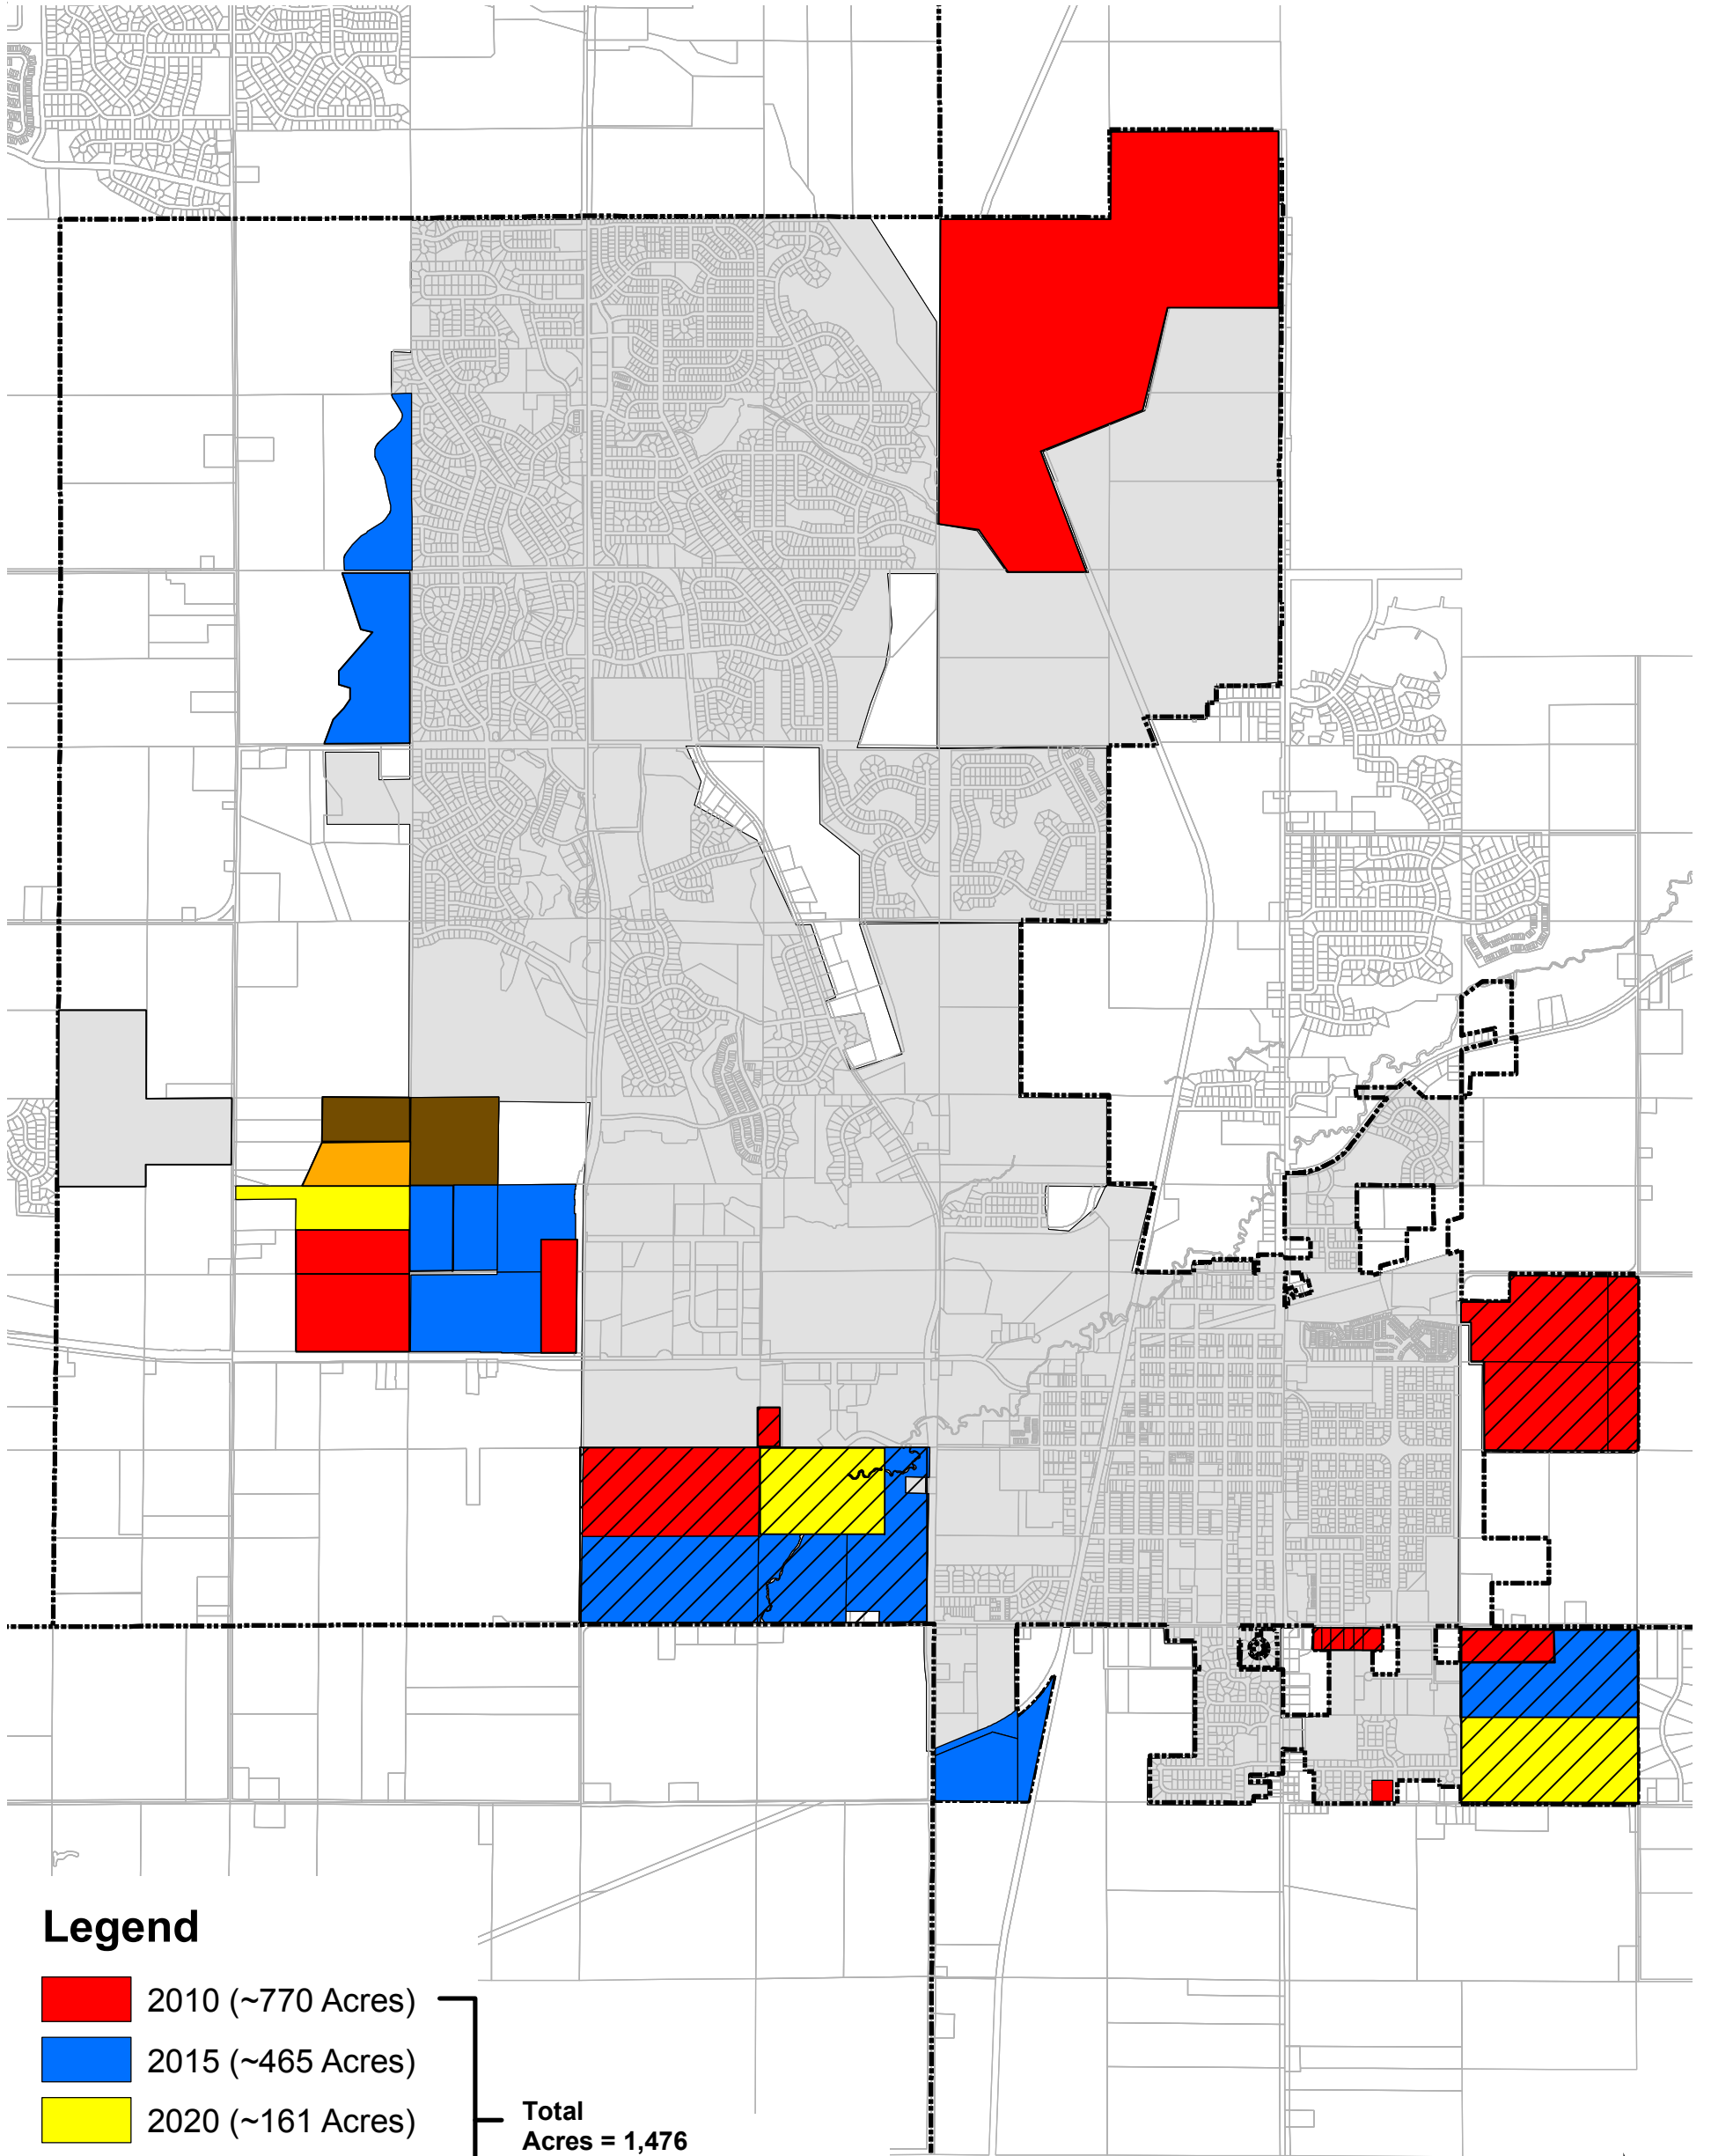 Legend
2010 (~770 Acres)
2015 (~465 Acres)
2020 (~161 Acres)
Total
Acres = 1,476